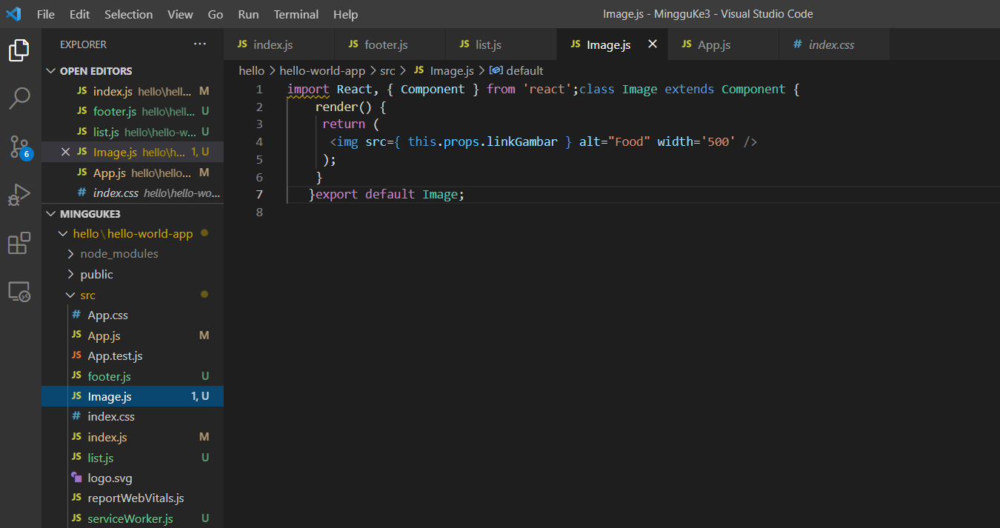 File Edit Selection View Go Run Terminal Help
Image.js - MingguKe3 - Visual Studio Code
EXPLORER ...
OPEN EDITORS
JS index.js hello\hell... M
JS footer.js hello\hell... U
JS list.js hello\hello-w... U
JS Image.js hello\h... 1, U
JS App.js hello\hello... M
# index.css hello\hello-wo...
6
MINGGUKE3
hello\hello-world-app
node_modules
public
src
# App.css
JS App.js M
JS App.test.js
JS footer.js U
JS Image.js 1, U
# index.css
JS index.js M
JS list.js U
logo.svg
JS reportWebVitals.js
JS serviceWorker.js U
JS index.js JS footer.js JS list.js JS Image.js JS App.js # index.css
hello > hello-world-app > src > JS Image.js > default
1 import React, { Component } from 'react';class Image extends Component {
2 render() {
3 return (
4 <img src={ this.props.linkGambar } alt="Food" width='500' />
5 );
6 }
7 }export default Image;
8